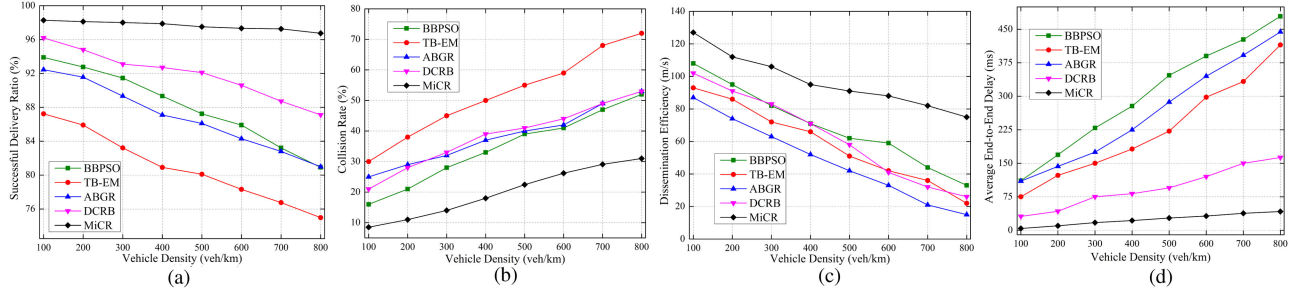 Successful Delivery Ratio (%)
100
96
92
88
84
80
76
BBPSO
TB-EM
ABGR
DCRB
MiCR
100 200 300 400 500 600 700 800
Vehicle Density (veh/km)
(a)
Collision Rate (%)
80
70
60
50
40
30
20
10
BBPSO
TB-EM
ABGR
DCRB
MiCR
100 200 300 400 500 600 700 800
Vehicle Density (veh/km)
(b)
Dissemination Efficiency (m/s)
140
120
100
80
60
40
20
0
BBPSO
TB-EM
ABGR
DCRB
MiCR
100 200 300 400 500 600 700 800
Vehicle Density (veh/km)
(c)
Average End-to-End Delay (ms)
450
375
300
225
150
75
0
BBPSO
TB-EM
ABGR
DCRB
MiCR
100 200 300 400 500 600 700 800
Vehicle Density (veh/km)
(d)